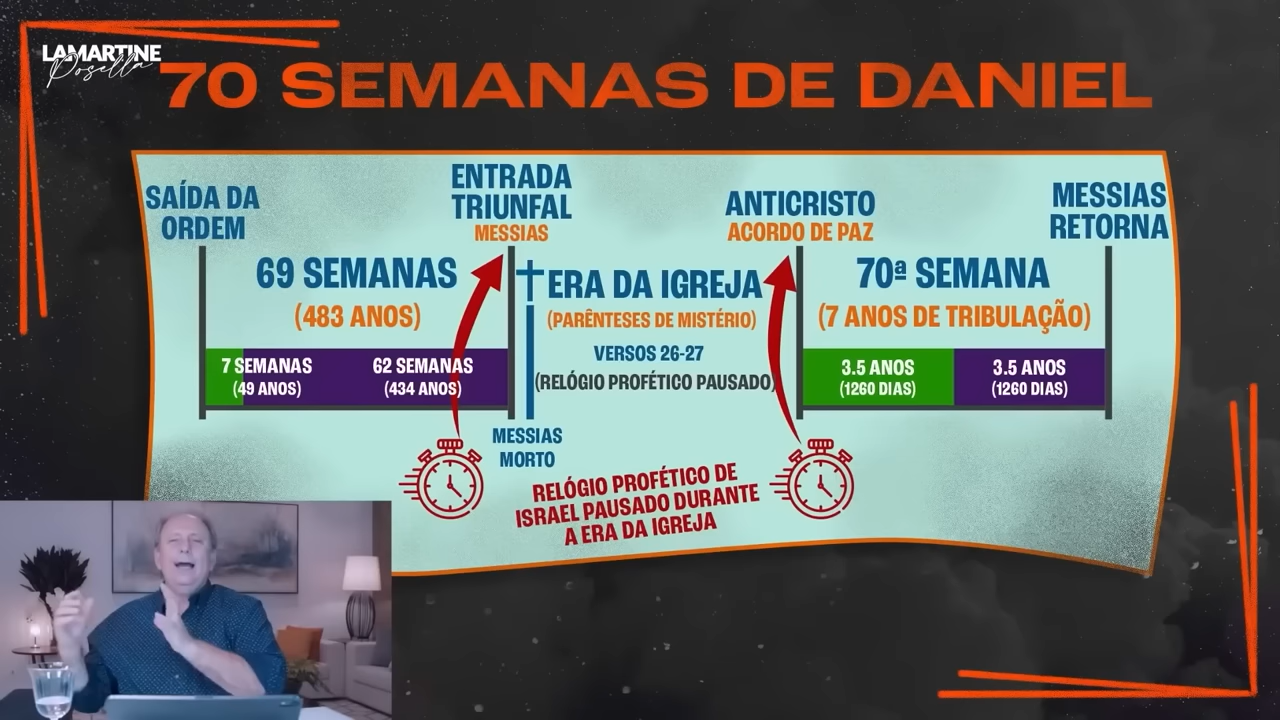 LAMARTINE
Posella
70 SEMANAS DE DANIEL
SAÍDA DA
ORDEM
ENTRADA
TRIUNFAL
MESSIAS
ANTICRISTO
ACORDO DE PAZ
MESSIAS
RETORNA
69 SEMANAS
(483 ANOS)
7 SEMANAS
(49 ANOS)
62 SEMANAS
(434 ANOS)
ERA DA IGREJA
(PARÊNTESES DE MISTÉRIO)
VERSOS 26-27
(RELÓGIO PROFÉTICO PAUSADO)
70ª SEMANA
(7 ANOS DE TRIBULAÇÃO)
3.5 ANOS
(1260 DIAS)
3.5 ANOS
(1260 DIAS)
MESSIAS
MORTO
RELÓGIO PROFÉTICO DE
ISRAEL PAUSADO DURANTE
A ERA DA IGREJA